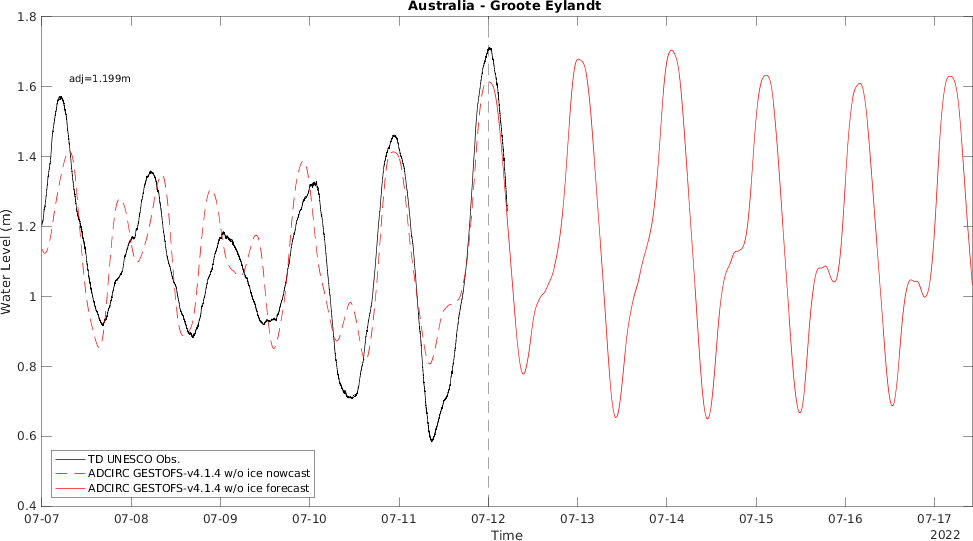 Australia - Groote Eylandt
1.8
1.6
1.4
1.2
1
0.8
0.6
0.4
Water Level (m)
adj=1.199m
TD UNESCO Obs.
ADCIRC GESTOFS-v4.1.4 w/o ice nowcast
ADCIRC GESTOFS-v4.1.4 w/o ice forecast
07-07 07-08 07-09 07-10 07-11 07-12 07-13 07-14 07-15 07-16 07-17
Time
2022